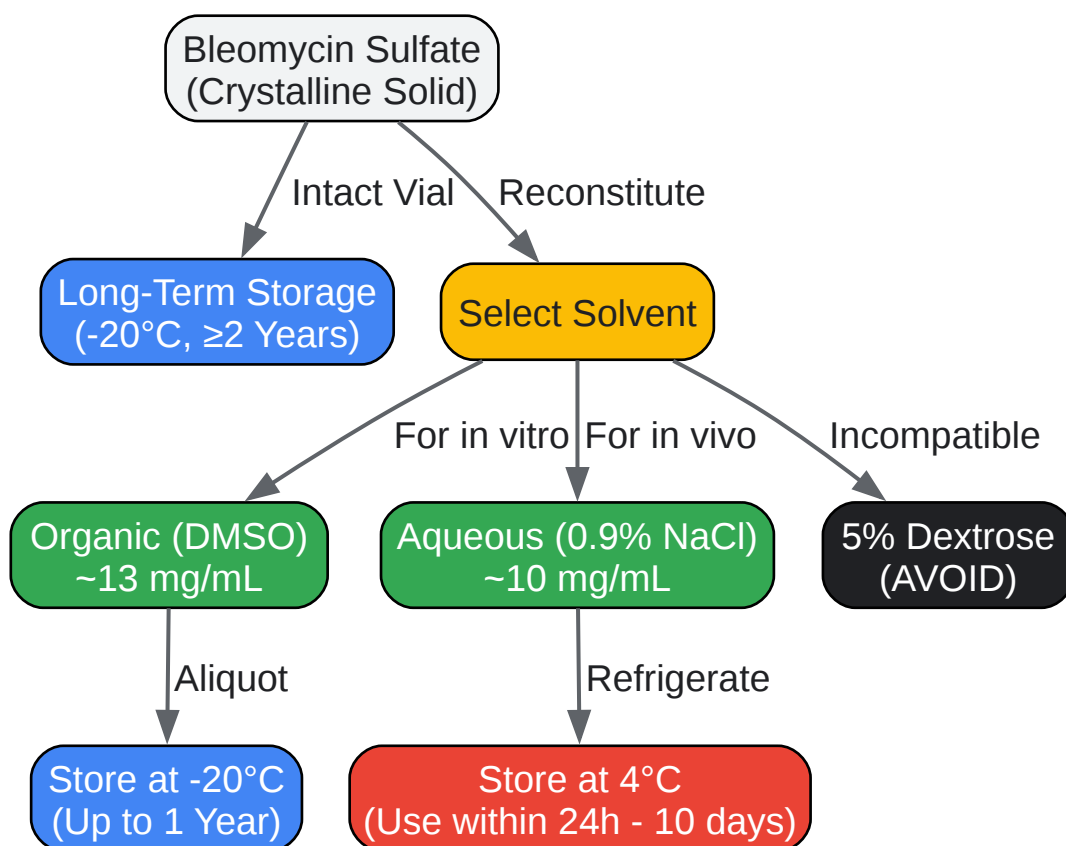 Bleomycin Sulfate
(Crystalline Solid)
Intact Vial
Reconstitute
Long-Term Storage
(-20°C, ≥2 Years)
Select Solvent
For in vitro
For in vivo
Incompatible
Organic (DMSO)
~13 mg/mL
Aqueous (0.9% NaCl)
~10 mg/mL
5% Dextrose
(AVOID)
Aliquot
Refrigerate
Store at -20°C
(Up to 1 Year)
Store at 4°C
(Use within 24h - 10 days)